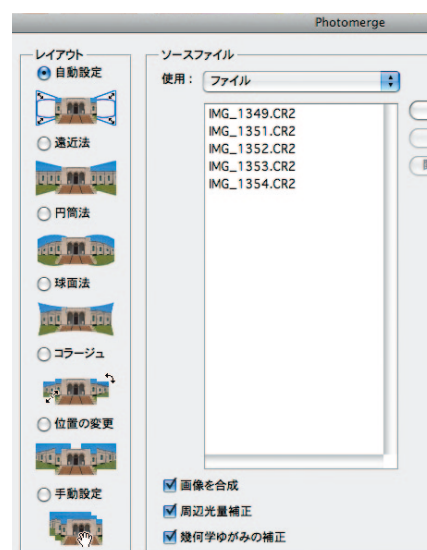 Photomerge
レイアウト
自動設定
遠近法
円筒法
球面法
コラージュ
位置の変更
手動設定
ソースファイル
使用： ファイル
IMG_1349.CR2
IMG_1351.CR2
IMG_1352.CR2
IMG_1353.CR2
IMG_1354.CR2
画像を合成
周辺光量補正
幾何学ゆがみの補正